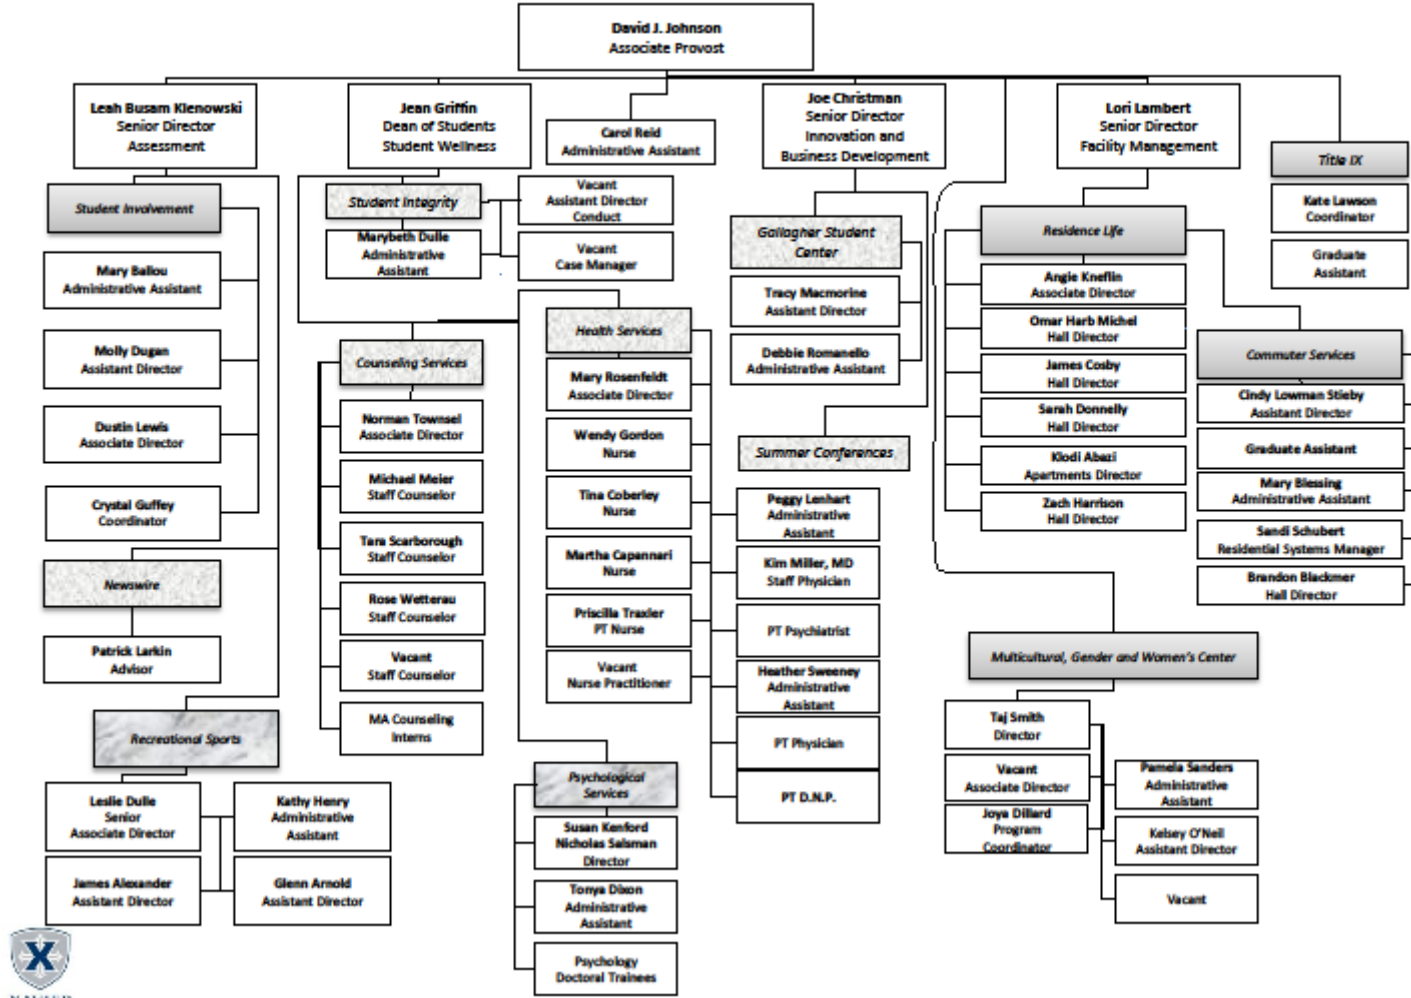 David J. Johnson
Associate Provost
Leah Busam Klenowski
Senior Director
Assessment
Jean Griffin
Dean of Students
Student Wellness
Carol Reid
Administrative Assistant
Joe Christman
Senior Director
Innovation and
Business Development
Lori Lambert
Senior Director
Facility Management
Title IX
Kate Lawson
Coordinator
Graduate
Assistant
Student Involvement
Mary Ballou
Administrative Assistant
Molly Dugan
Assistant Director
Dustin Lewis
Associate Director
Crystal Guffey
Coordinator
Newswire
Patrick Larkin
Advisor
Recreational Sports
Leslie Dulle
Senior
Associate Director
Kathy Henry
Administrative
Assistant
James Alexander
Assistant Director
Glenn Arnold
Assistant Director
Student Integrity
Marybeth Dulle
Administrative
Assistant
Vacant
Assistant Director
Conduct
Vacant
Case Manager
Counseling Services
Norman Townsel
Associate Director
Michael Meier
Staff Counselor
Tara Scarborough
Staff Counselor
Rose Wetterau
Staff Counselor
Vacant
Staff Counselor
MA Counseling
Interns
Health Services
Mary Rosenfeldt
Associate Director
Wendy Gordon
Nurse
Tina Coberley
Nurse
Martha Capannari
Nurse
Priscilla Traxler
PT Nurse
Vacant
Nurse Practitioner
Peggy Lenhart
Administrative
Assistant
Kim Miller, MD
Staff Physician
PT Psychiatrist
Heather Sweeney
Administrative
Assistant
PT Physician
PT D.N.P.
Psychological
Services
Susan Kenford
Nicholas Salsman
Director
Tonya Dixon
Administrative
Assistant
Psychology
Doctoral Trainees
Gallagher Student
Center
Tracy Macmorine
Assistant Director
Debbie Romanello
Administrative Assistant
Summer Conferences
Residence Life
Angie Kneflin
Associate Director
Omar Harb Michel
Hall Director
James Cosby
Hall Director
Sarah Donnelly
Hall Director
Klodi Abazi
Apartments Director
Zach Harrison
Hall Director
Commuter Services
Cindy Lowman Stieby
Assistant Director
Graduate Assistant
Mary Blessing
Administrative Assistant
Sandi Schubert
Residential Systems Manager
Brandon Blackmer
Hall Director
Multicultural, Gender and Women's Center
Taj Smith
Director
Vacant
Associate Director
Joya Dillard
Program
Coordinator
Pamela Sanders
Administrative
Assistant
Kelsey O'Neil
Assistant Director
Vacant
X